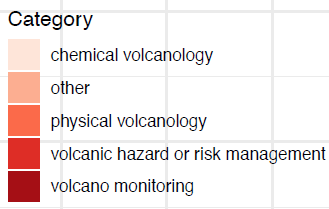 Category
chemical volcanology
other
physical volcanology
volcanic hazard or risk management
volcano monitoring